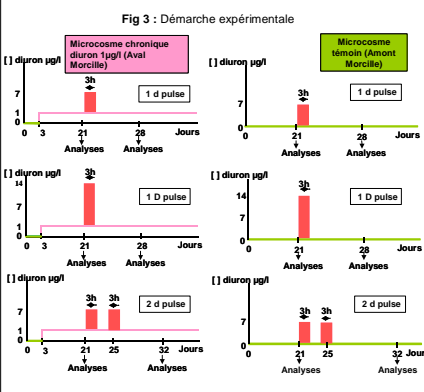 Fig 3 : Démarche expérimentale
Microcosme chronique
diuron 1µg/l (Aval
Morcille)
Microcosme
témoin (Amont
Morcille)
[ ] diuron µg/l
3h
7
1
0
1 d pulse
0 3 21 28 Jours
Analyses Analyses
[ ] diuron µg/l
3h
7
0
1 d pulse
0 21 28 Jours
Analyses Analyses
[ ] diuron µg/l
3h
14
7
1
0
1 D pulse
0 3 21 28 Jours
Analyses Analyses
[ ] diuron µg/l
3h
14
7
0
1 D pulse
0 21 28 Jours
Analyses Analyses
[ ] diuron µg/l
3h 3h
7
1
0
2 d pulse
0 3 21 25 32 Jours
Analyses Analyses
[ ] diuron µg/l
3h 3h
7
0
2 d pulse
0 21 25 32 Jour
Analyses Analyses